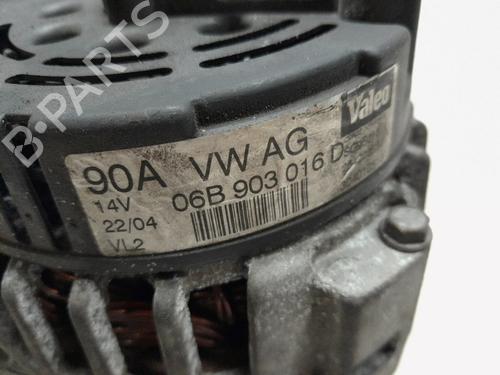 B-PARTS
Valeo
90A VW AG
14V 06B 903 016 D
22/04
VL2